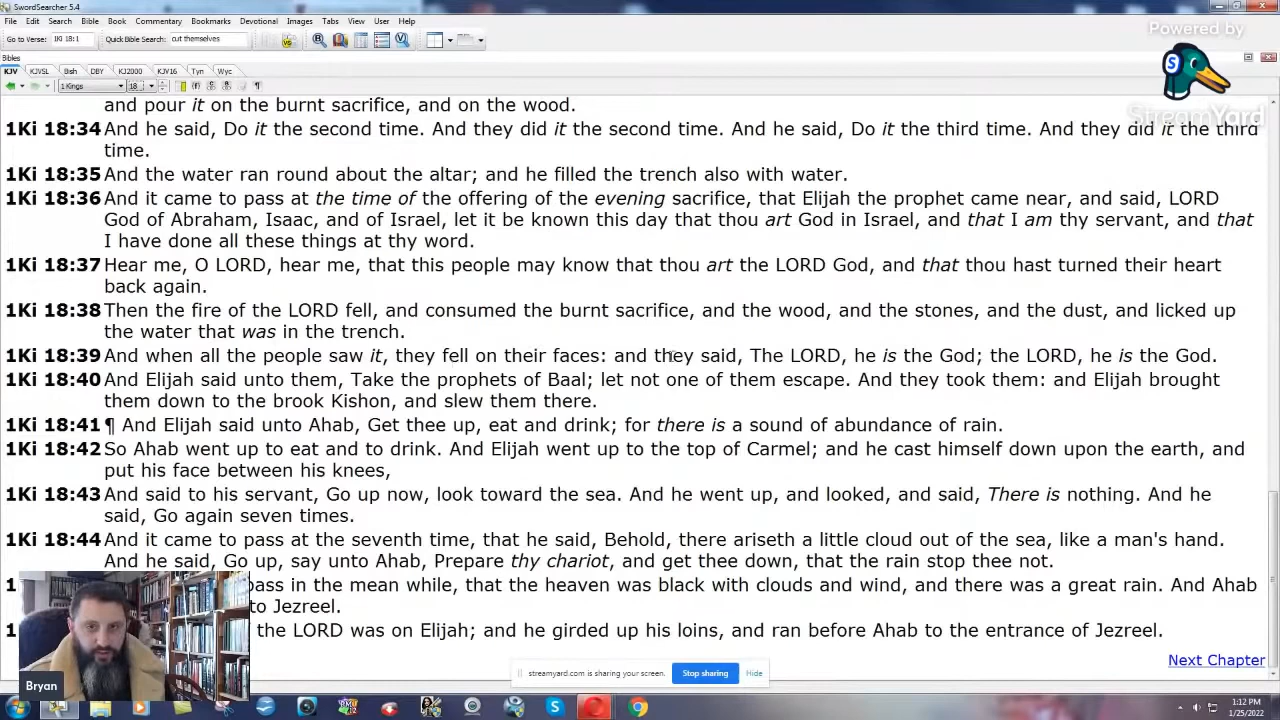 SwordSearcher 5.4
File Edit Search Bible Book Commentary Bookmarks Devotional Images Tabs View User Help
Go to Verse: 1Kl 18:1 Quick Bible Search: cut themselves
Powered by
StreamYard
Bibles
KJV KJVSL Bsh DBY KJ2000 KJV16 Tyn Wyc
1 Kings 18
and pour it on the burnt sacrifice, and on the wood.
1Ki 18:34 And he said, Do it the second time. And they did it the second time. And he said, Do it the third time. And they did it the third
time.
1Ki 18:35 And the water ran round about the altar; and he filled the trench also with water.
1Ki 18:36 And it came to pass at the time of the offering of the evening sacrifice, that Elijah the prophet came near, and said, LORD
God of Abraham, Isaac, and of Israel, let it be known this day that thou art God in Israel, and that I am thy servant, and that
I have done all these things at thy word.
1Ki 18:37 Hear me, O LORD, hear me, that this people may know that thou art the LORD God, and that thou hast turned their heart
back again.
1Ki 18:38 Then the fire of the LORD fell, and consumed the burnt sacrifice, and the wood, and the stones, and the dust, and licked up
the water that was in the trench.
1Ki 18:39 And when all the people saw it, they fell on their faces: and they said, The LORD, he is the God; the LORD, he is the God.
1Ki 18:40 And Elijah said unto them, Take the prophets of Baal; let not one of them escape. And they took them: and Elijah brought
them down to the brook Kishon, and slew them there.
1Ki 18:41 ¶ And Elijah said unto Ahab, Get thee up, eat and drink; for there is a sound of abundance of rain.
1Ki 18:42 So Ahab went up to eat and to drink. And Elijah went up to the top of Carmel; and he cast himself down upon the earth, and
put his face between his knees,
1Ki 18:43 And said to his servant, Go up now, look toward the sea. And he went up, and looked, and said, There is nothing. And he
said, Go again seven times.
1Ki 18:44 And it came to pass at the seventh time, that he said, Behold, there ariseth a little cloud out of the sea, like a man's hand.
And he said, Go up, say unto Ahab, Prepare thy chariot, and get thee down, that the rain stop thee not.
1 pass in the mean while, that the heaven was black with clouds and wind, and there was a great rain. And Ahab
to Jezreel.
1 the LORD was on Elijah; and he girded up his loins, and ran before Ahab to the entrance of Jezreel.
Next Chapter
streamyard.com is sharing your screen. Stop sharing Hide
Bryan
1:12 PM
1/25/2022